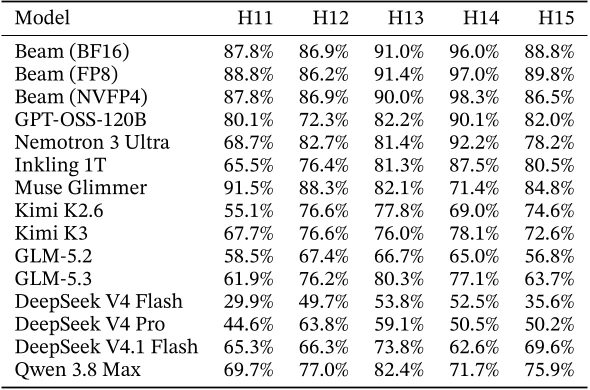 Model H11 H12 H13 H14 H15
Beam (BF16) 87.8% 86.9% 91.0% 96.0% 88.8%
Beam (FP8) 88.8% 86.2% 91.4% 97.0% 89.8%
Beam (NVFP4) 87.8% 86.9% 90.0% 98.3% 86.5%
GPT-OSS-120B 80.1% 72.3% 82.2% 90.1% 82.0%
Nemotron 3 Ultra 68.7% 82.7% 81.4% 92.2% 78.2%
Inkling 1T 65.5% 76.4% 81.3% 87.5% 80.5%
Muse Glimmer 91.5% 88.3% 82.1% 71.4% 84.8%
Kimi K2.6 55.1% 76.6% 77.8% 69.0% 74.6%
Kimi K3 67.7% 76.6% 76.0% 78.1% 72.6%
GLM-5.2 58.5% 67.4% 66.7% 65.0% 56.8%
GLM-5.3 61.9% 76.2% 80.3% 77.1% 63.7%
DeepSeek V4 Flash 29.9% 49.7% 53.8% 52.5% 35.6%
DeepSeek V4 Pro 44.6% 63.8% 59.1% 50.5% 50.2%
DeepSeek V4.1 Flash 65.3% 66.3% 73.8% 62.6% 69.6%
Qwen 3.8 Max 69.7% 77.0% 82.4% 71.7% 75.9%